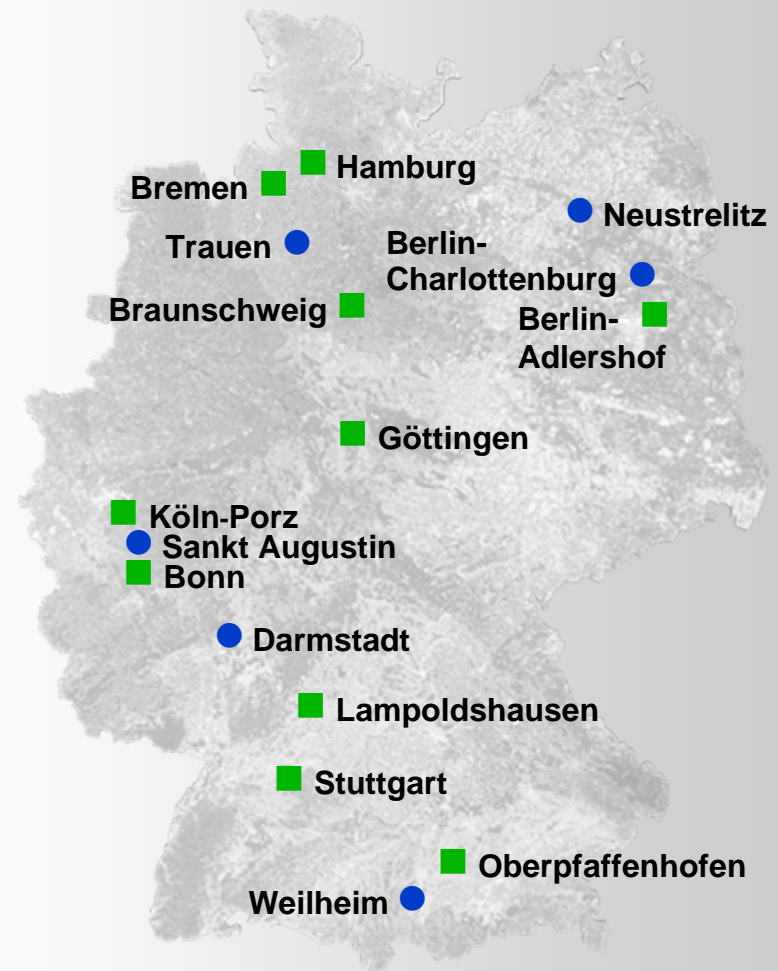 Hamburg
Bremen
Neustrelitz
Trauen
Berlin-
Charlottenburg
Braunschweig
Berlin-
Adlershof
Göttingen
Köln-Porz
Sankt Augustin
Bonn
Darmstadt
Lampoldshausen
Stuttgart
Oberpfaffenhofen
Weilheim